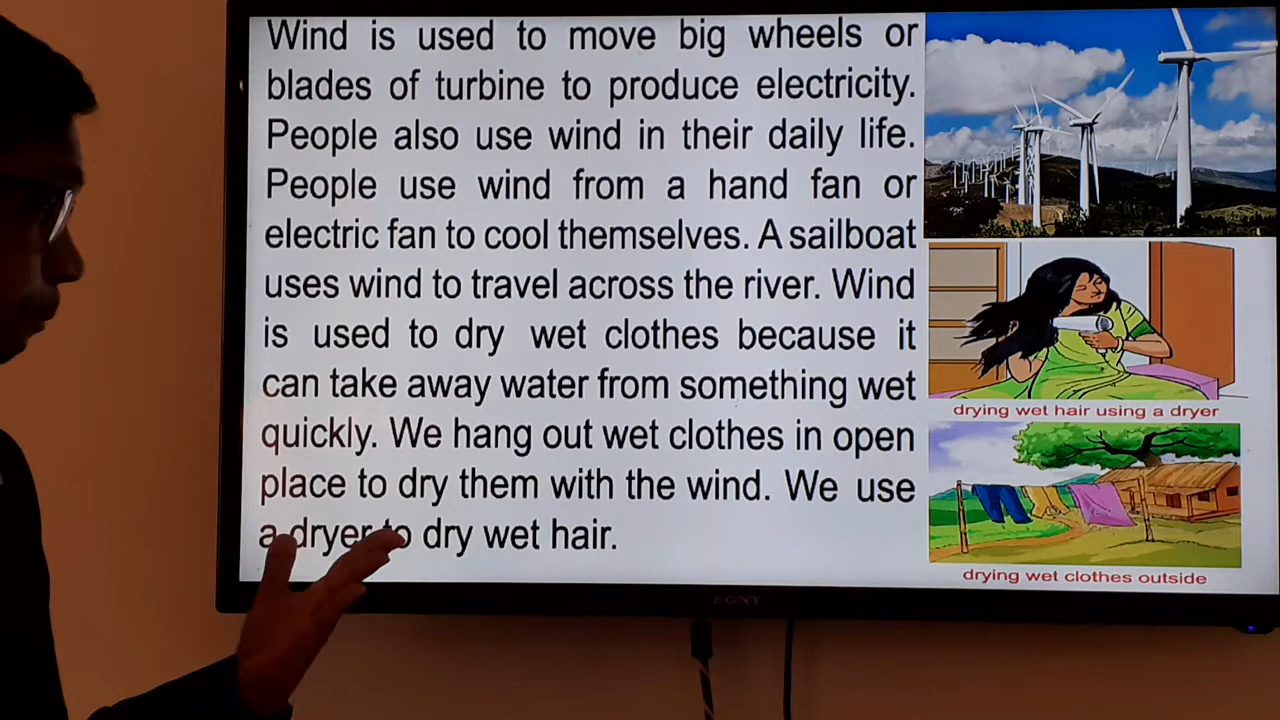 Wind is used to move big wheels or
blades of turbine to produce electricity.
People also use wind in their daily life.
People use wind from a hand fan or
electric fan to cool themselves. A sailboat
uses wind to travel across the river. Wind
is used to dry wet clothes because it
can take away water from something wet
quickly. We hang out wet clothes in open
place to dry them with the wind. We use
a dryer to dry wet hair.
drying wet hair using a dryer
drying wet clothes outside
SONY